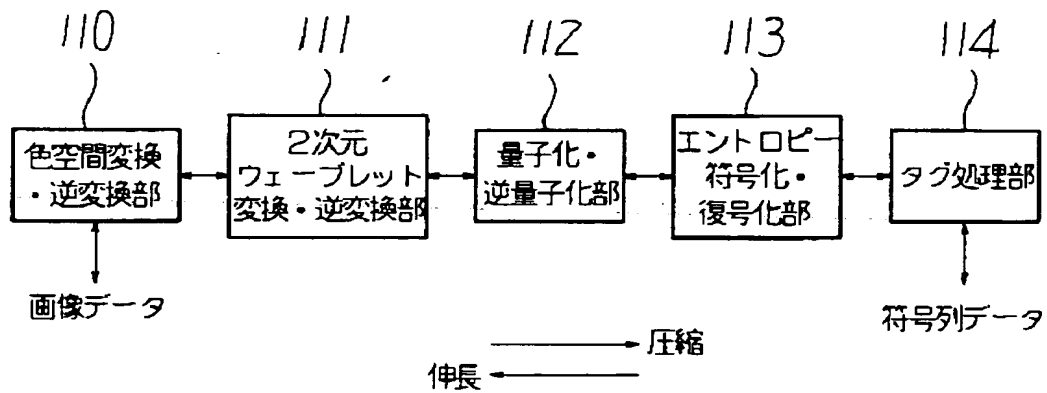 110
111
112
113
114
色空間変換
・逆変換部
2次元
ウェーブレット
変換・逆変換部
量子化・
逆量子化部
エントロピー
符号化・
復号化部
タグ処理部
画像データ
符号列データ
圧縮
伸長